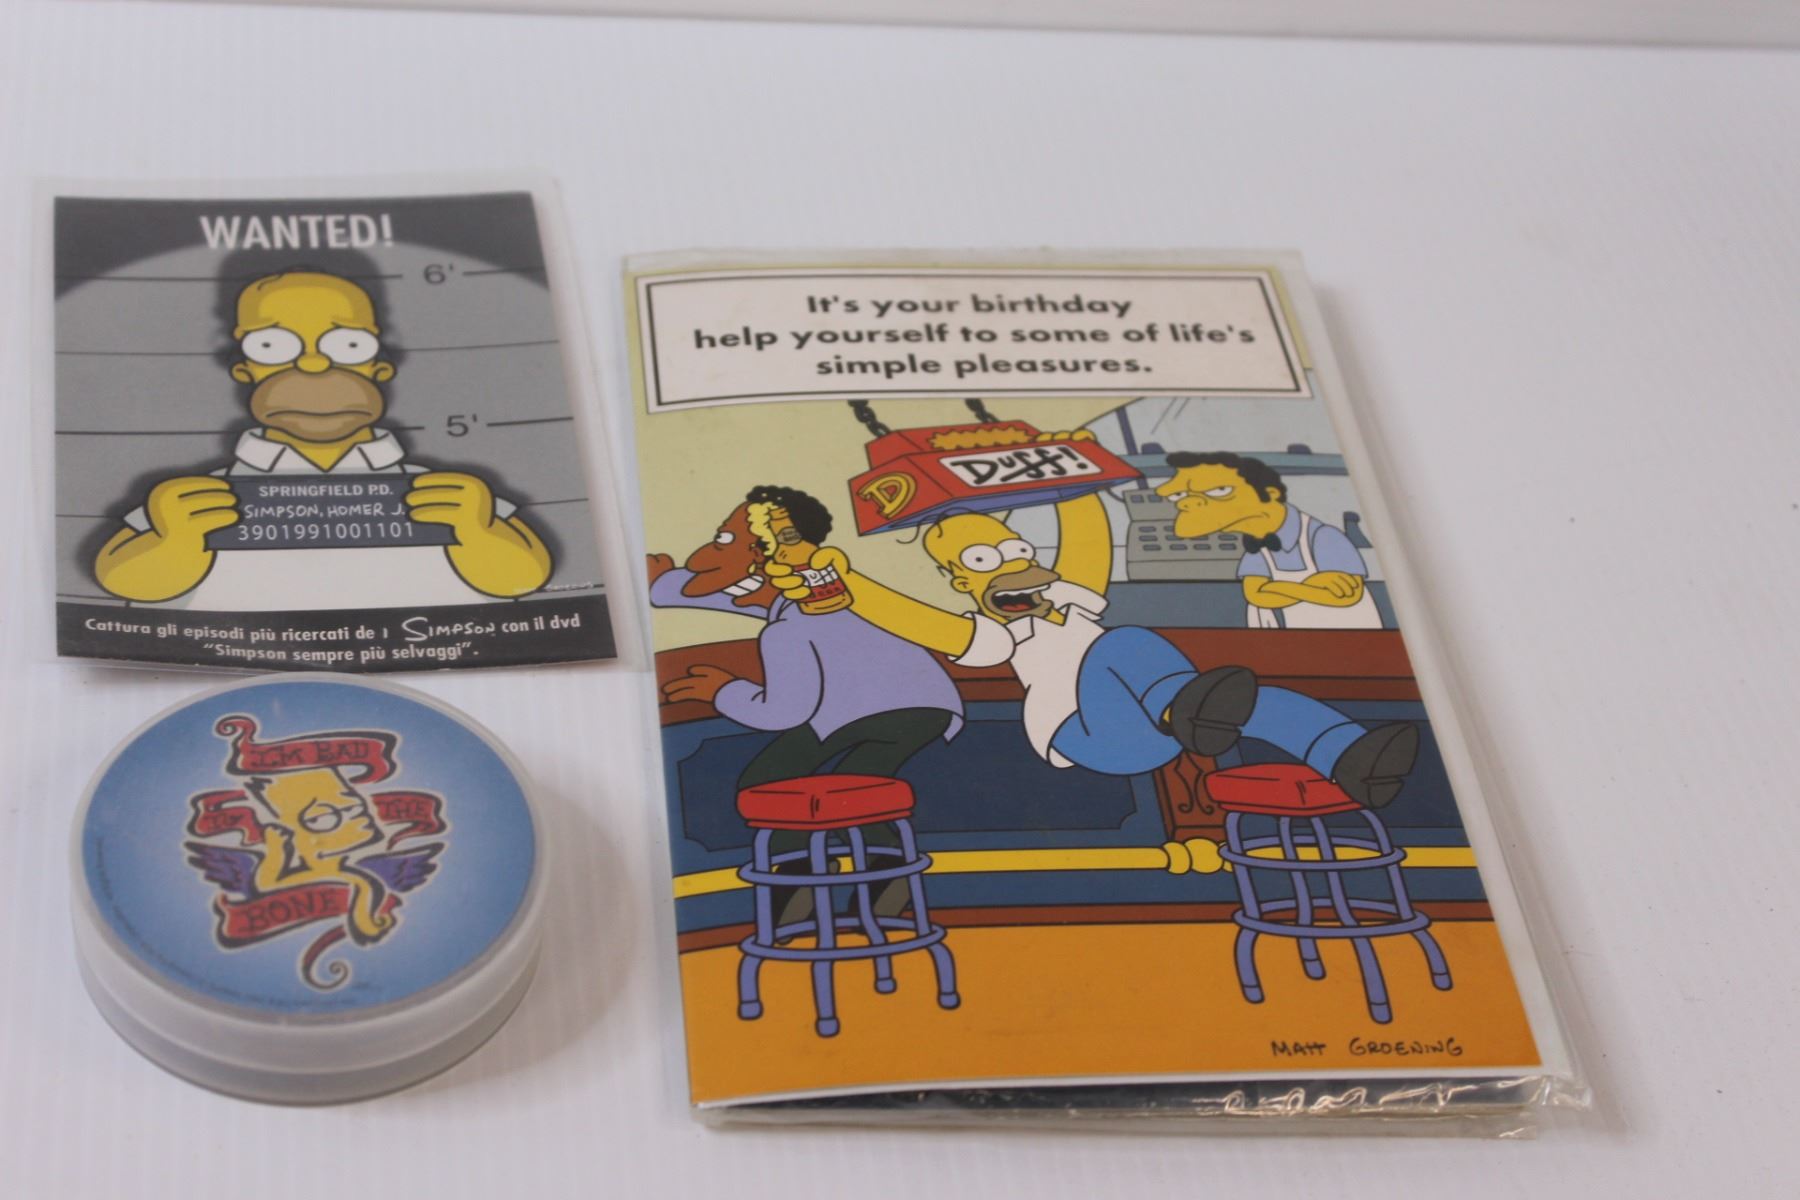 WANTED!
6'
5'
SPRINGFIELD P.D.
SIMPSON, HOMER J.
3901991001101
Cattura gli episodi più ricercati de i SIMPSON con il dvd
"Simpson sempre più selvaggi".
I'M BAD
TO THE
BONE
It's your birthday
help yourself to some of life's
simple pleasures.
DUFF!
D
MATT GROENING